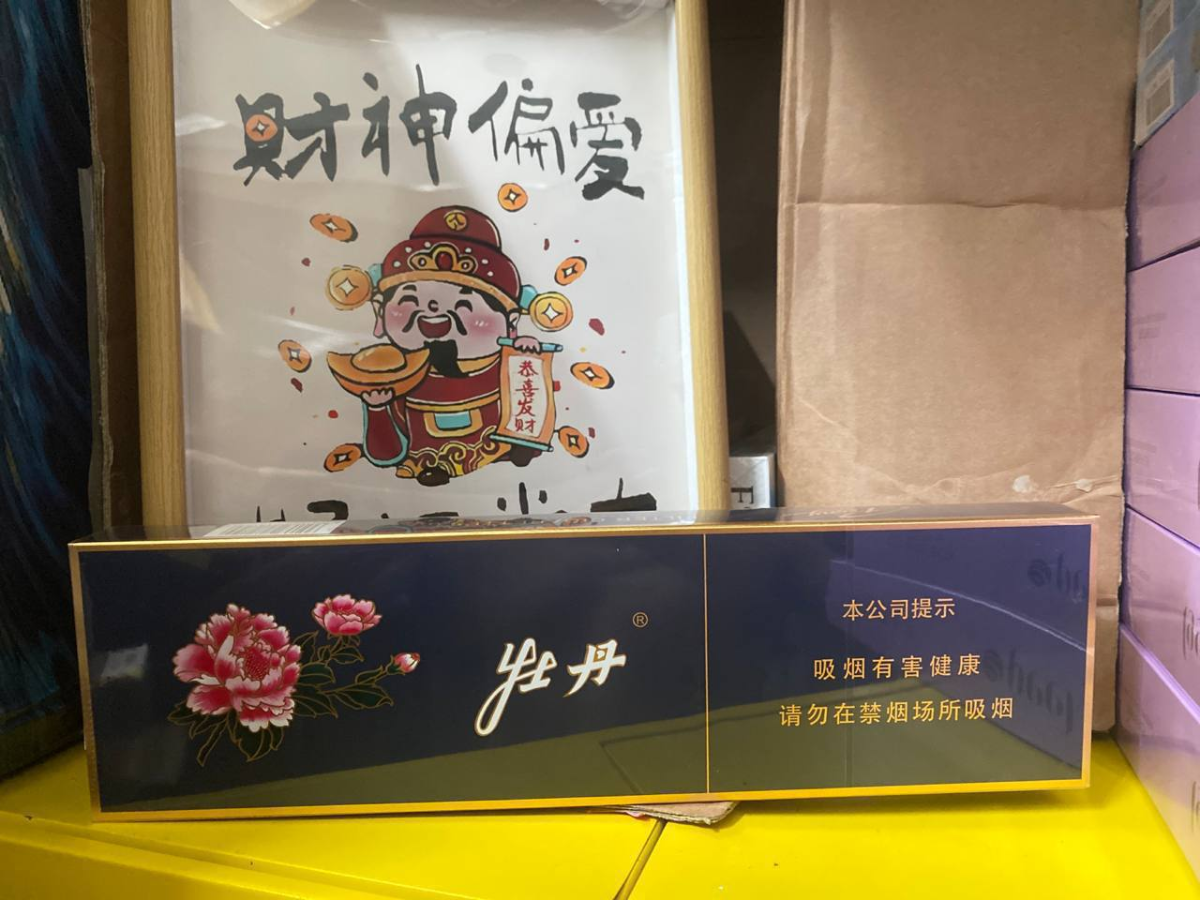 財神偏爱
恭喜发财
牡丹®
本公司提示
吸烟有害健康
请勿在禁烟场所吸烟